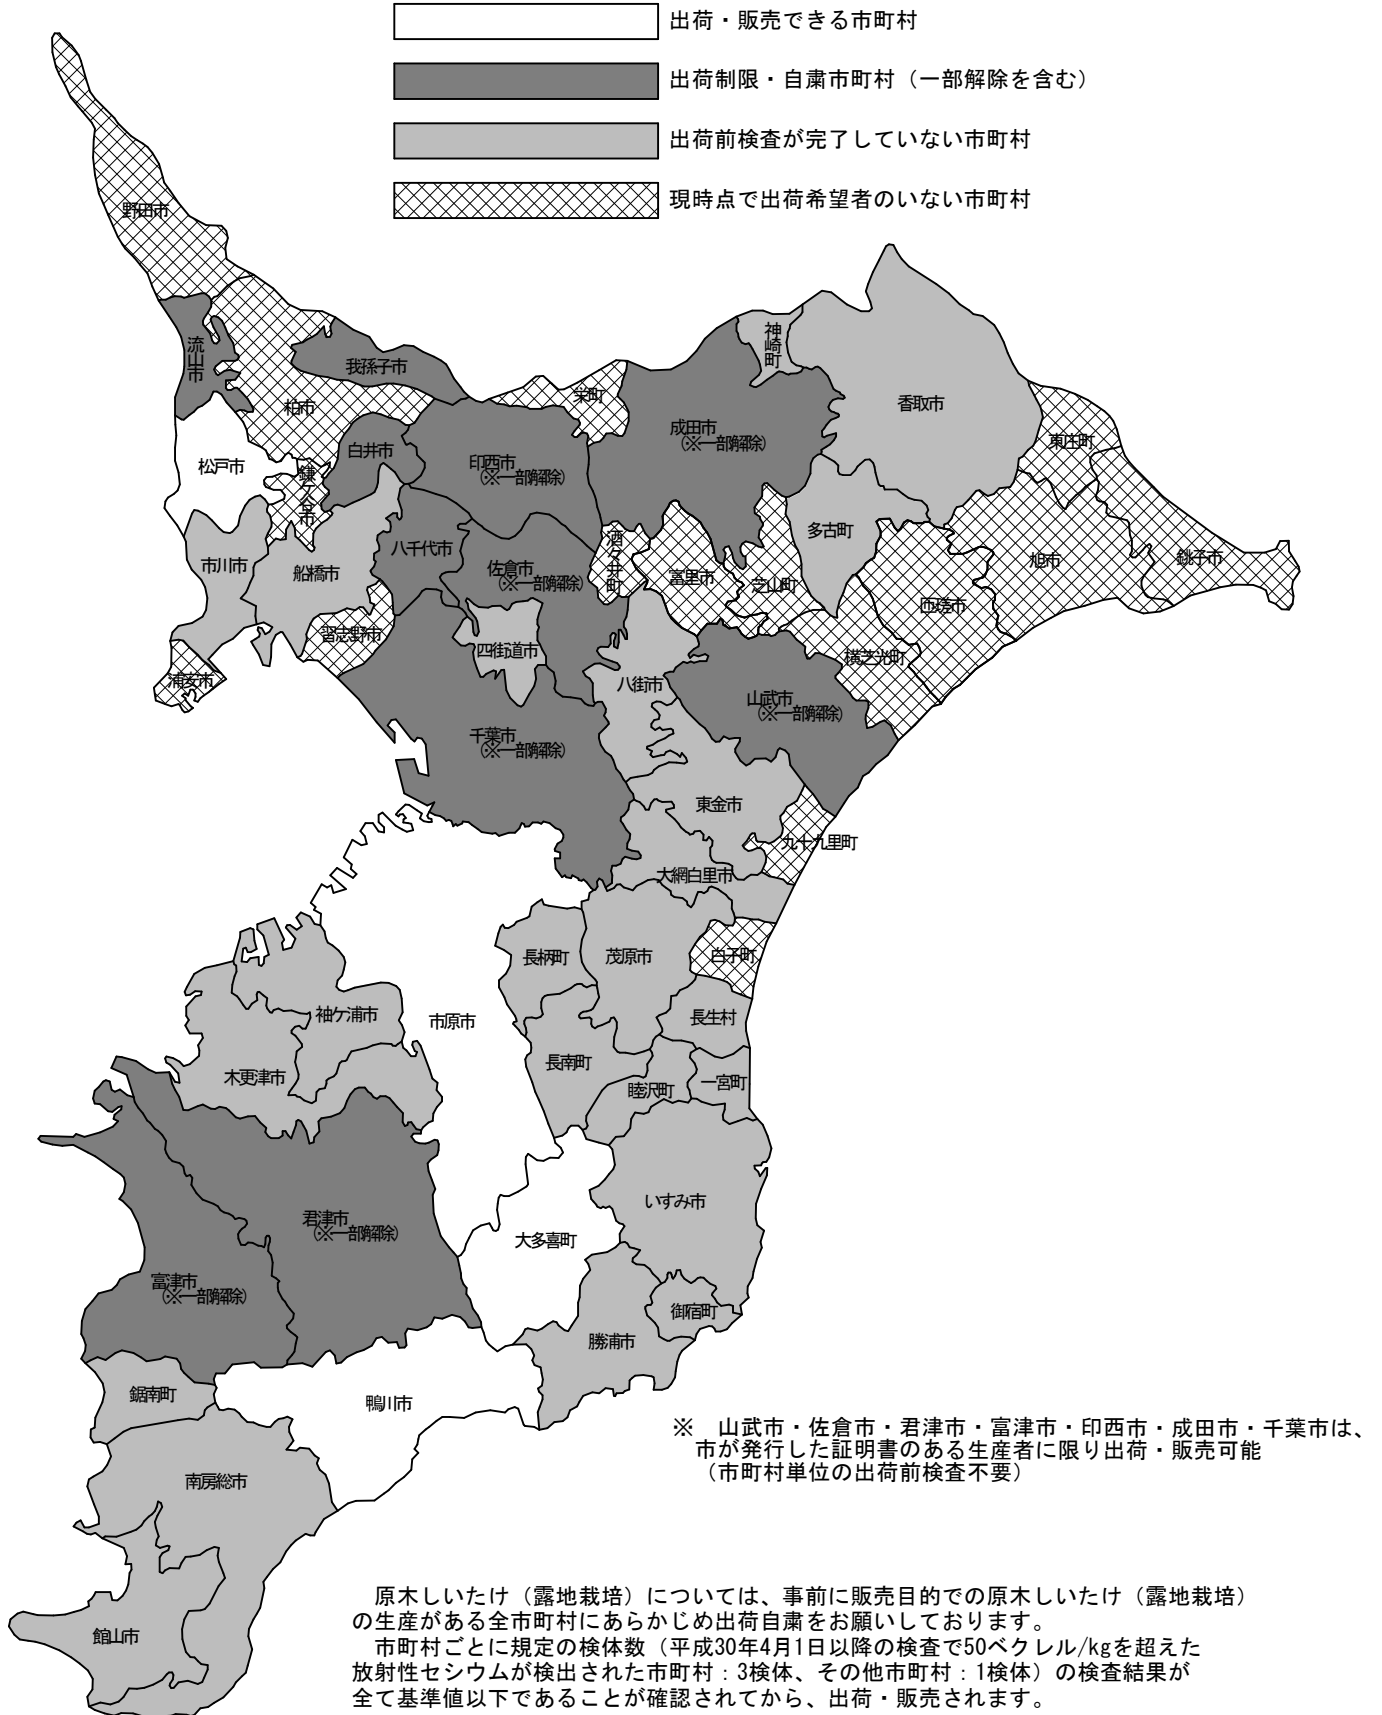 出荷・販売できる市町村
出荷制限・自粛市町村（一部解除を含む）
出荷前検査が完了していない市町村
現時点で出荷希望者のいない市町村
野田市
流山市
我孫子市
柏市
神崎町
香取市
栄町
成田市
（※一部解除）
東庄町
松戸市
鎌ケ谷市
白井市
印西市
（※一部解除）
多古町
酒々井町
市川市
船橋市
八千代市
佐倉市
（※一部解除）
富里市
芝山町
匝瑳市
旭市
銚子市
習志野市
四街道市
浦安市
八街市
横芝光町
山武市
（※一部解除）
千葉市
（※一部解除）
東金市
九十九里町
大網白里市
長柄町
茂原市
白子町
袖ケ浦市
市原市
長生村
木更津市
長南町
睦沢町
一宮町
いすみ市
君津市
（※一部解除）
大多喜町
富津市
（※一部解除）
御宿町
勝浦市
鋸南町
鴨川市
※　山武市・佐倉市・君津市・富津市・印西市・成田市・千葉市は、
市が発行した証明書のある生産者に限り出荷・販売可能
（市町村単位の出荷前検査不要）
南房総市
館山市
原木しいたけ（露地栽培）については、事前に販売目的での原木しいたけ（露地栽培）
の生産がある全市町村にあらかじめ出荷自粛をお願いしております。
市町村ごとに規定の検体数（平成30年4月1日以降の検査で50ベクレル/kgを超えた
放射性セシウムが検出された市町村：3検体、その他市町村：1検体）の検査結果が
全て基準値以下であることが確認されてから、出荷・販売されます。